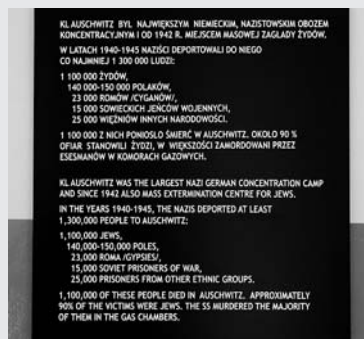 KL AUSCHWITZ BYŁ NAJWIĘKSZYM NIEMIECKIM, NAZISTOWSKIM OBOZEM
KONCENTRACYJNYM I OD 1942 R. MIEJSCEM MASOWEJ ZAGŁADY ŻYDÓW.
W LATACH 1940-1945 NAZIŚCI DEPORTOWALI DO NIEGO
CO NAJMNIEJ 1 300 000 LUDZI:
1 100 000 ŻYDÓW,
140 000-150 000 POLAKÓW,
23 000 ROMÓW /CYGANÓW/,
15 000 SOWIECKICH JEŃCÓW WOJENNYCH,
25 000 WIĘŹNIÓW INNYCH NARODOWOŚCI.
1 100 000 Z NICH PONIOSŁO ŚMIERĆ W AUSCHWITZ. OKOŁO 90 %
OFIAR STANOWILI ŻYDZI, W WIĘKSZOŚCI ZAMORDOWANI PRZEZ
ESESMANÓW W KOMORACH GAZOWYCH.
KL AUSCHWITZ WAS THE LARGEST NAZI GERMAN CONCENTRATION CAMP
AND SINCE 1942 ALSO MASS EXTERMINATION CENTRE FOR JEWS.
IN THE YEARS 1940-1945, THE NAZIS DEPORTED AT LEAST
1,300,000 PEOPLE TO AUSCHWITZ:
1,100,000 JEWS,
140,000-150,000 POLES,
23,000 ROMA /GYPSIES/,
15,000 SOVIET PRISONERS OF WAR,
25,000 PRISONERS FROM OTHER ETHNIC GROUPS.
1,100,000 OF THESE PEOPLE DIED IN AUSCHWITZ. APPROXIMATELY
90% OF THE VICTIMS WERE JEWS. THE SS MURDERED THE MAJORITY
OF THEM IN THE GAS CHAMBERS.